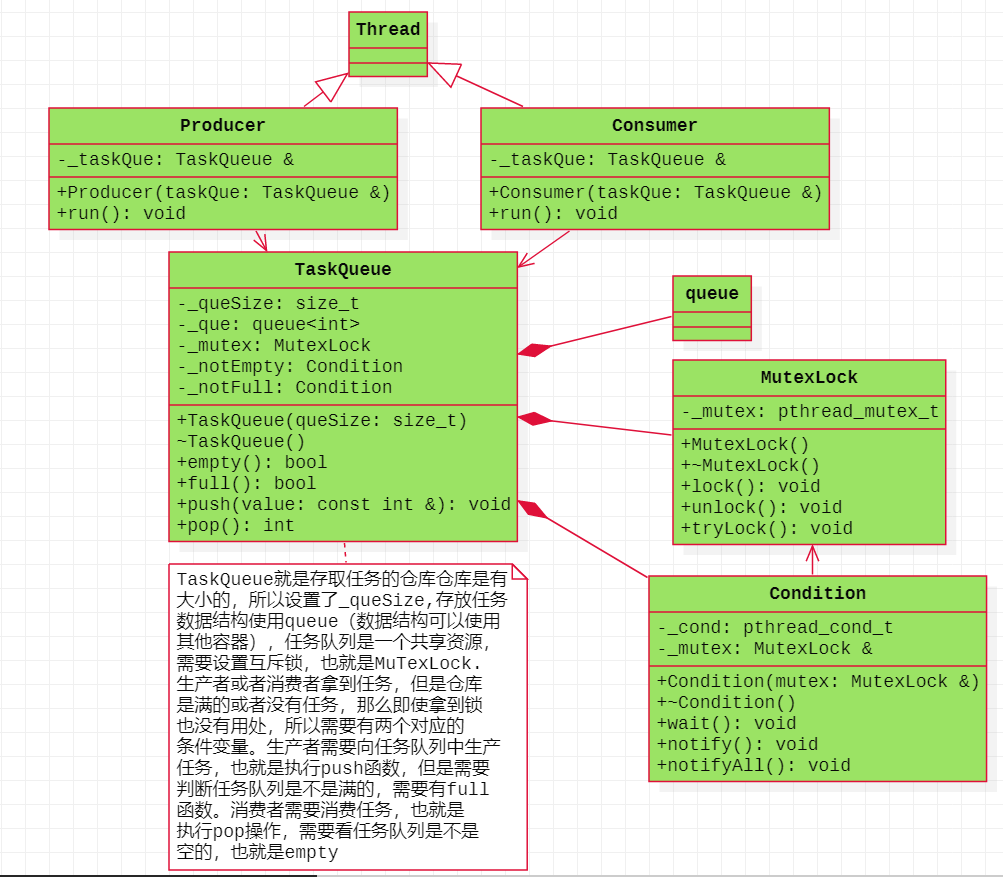 Thread
Producer
-_taskQue: TaskQueue &
+Producer(taskQue: TaskQueue &)
+run(): void
Consumer
-_taskQue: TaskQueue &
+Consumer(taskQue: TaskQueue &)
+run(): void
TaskQueue
-_queSize: size_t
-_que: queue<int>
-_mutex: MutexLock
-_notEmpty: Condition
-_notFull: Condition
+TaskQueue(queSize: size_t)
~TaskQueue()
+empty(): bool
+full(): bool
+push(value: const int &): void
+pop(): int
queue
MutexLock
-_mutex: pthread_mutex_t
+MutexLock()
+~MutexLock()
+lock(): void
+unlock(): void
+tryLock(): void
Condition
-_cond: pthread_cond_t
-_mutex: MutexLock &
+Condition(mutex: MutexLock &)
+~Condition()
+wait(): void
+notify(): void
+notifyAll(): void
TaskQueue就是存取任务的仓库仓库是有
大小的，所以设置了_queSize,存放任务
数据结构使用queue（数据结构可以使用
其他容器），任务队列是一个共享资源，
需要设置互斥锁，也就是MuTexLock.
生产者或者消费者拿到任务，但是仓库
是满的或者没有任务，那么即使拿到锁
也没有用处，所以需要有两个对应的
条件变量。生产者需要向任务队列中生产
任务，也就是执行push函数，但是需要
判断任务队列是不是满的，需要有full
函数。消费者需要消费任务，也就是
执行pop操作，需要看任务队列是不是
空的，也就是empty